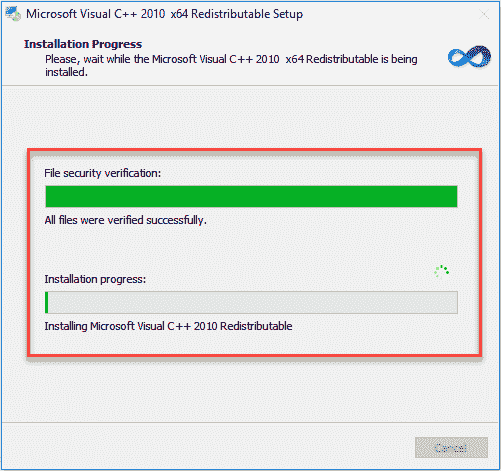 Microsoft Visual C++ 2010 x64 Redistributable Setup
Installation Progress
Please, wait while the Microsoft Visual C++ 2010 x64 Redistributable is being
installed.
File security verification:
All files were verified successfully.
Installation progress:
Installing Microsoft Visual C++ 2010 Redistributable
Cancel